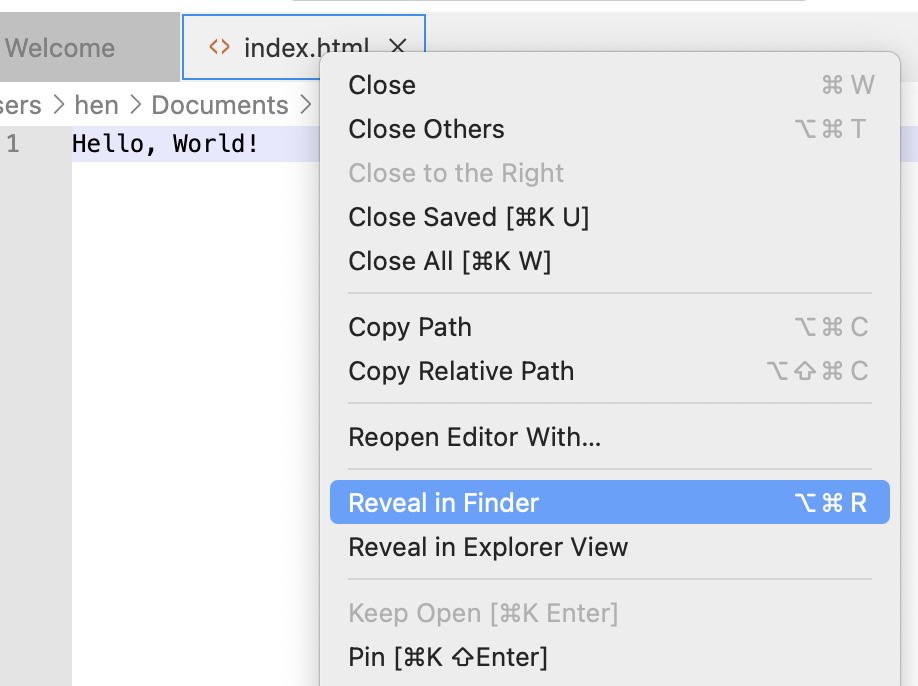 Welcome
<> index.html ×
sers > hen > Documents >
1 Hello, World!
Close ⌘ W
Close Others ⌥⌘ T
Close to the Right
Close Saved [⌘K U]
Close All [⌘K W]
Copy Path ⌥⌘ C
Copy Relative Path ⌥⇧⌘ C
Reopen Editor With...
Reveal in Finder ⌥⌘ R
Reveal in Explorer View
Keep Open [⌘K Enter]
Pin [⌘K ⇧Enter]